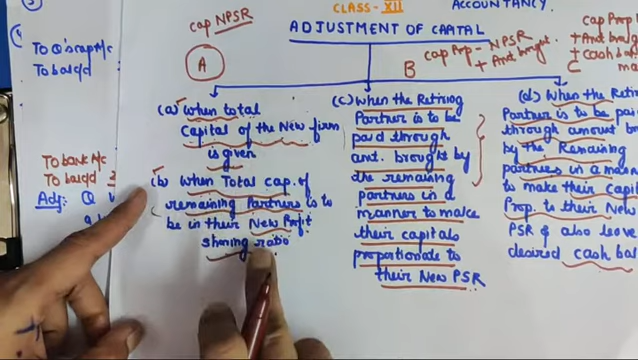 CLASS-XII
ACCOUNTANCY
ADJUSTMENT OF CAPITAL
cap NPSR
A
B
cap Prop - NPSR
+ Amt brought
C
cap Prop
+ Amt
+ cash ba
To Q's cap A/c
To bal c/d
To bank A/c
To bal c/d
Adj: Q
(a) when total
Capital of the New firm
is given
(b) when Total cap. of
remaining Partners is to
be in their New Profit
sharing ratio
(c) When the Retiring
Partner is to be
paid through
amt. brought by
the remaining
partners in a
manner to make
their capitals
proportionate to
their New PSR
(d) When the Reti
Partner is to be pai
through amount b
by the Remaining
partners in a man
to make their capi
Prop. to their New
PSR & also leave
desired cash bal